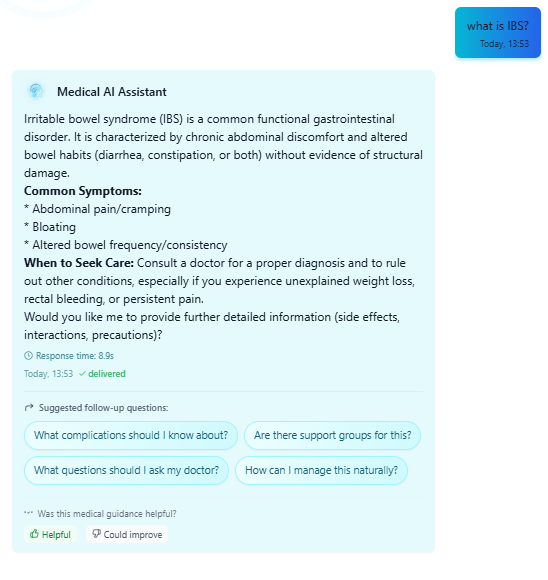 what is IBS?
Today, 13:53
Medical AI Assistant
Irritable bowel syndrome (IBS) is a common functional gastrointestinal
disorder. It is characterized by chronic abdominal discomfort and altered
bowel habits (diarrhea, constipation, or both) without evidence of structural
damage.
Common Symptoms:
* Abdominal pain/cramping
* Bloating
* Altered bowel frequency/consistency
When to Seek Care: Consult a doctor for a proper diagnosis and to rule
out other conditions, especially if you experience unexplained weight loss,
rectal bleeding, or persistent pain.
Would you like me to provide further detailed information (side effects,
interactions, precautions)?
Response time: 8.9s
Today, 13:53 ✓ delivered
Suggested follow-up questions:
What complications should I know about? Are there support groups for this?
What questions should I ask my doctor? How can I manage this naturally?
Was this medical guidance helpful?
Helpful Could improve